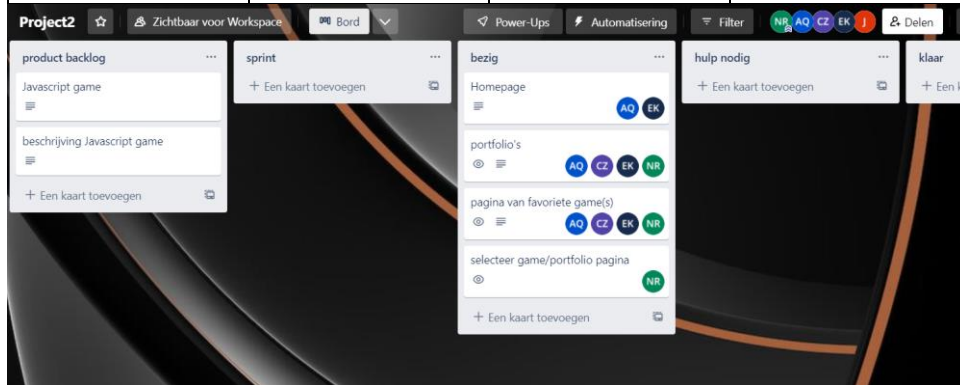 Project2 Zichtbaar voor Workspace Bord Power-Ups Automatisering Filter NR AQ CZ EK J Delen
product backlog
Javascript game
beschrijving Javascript game
+ Een kaart toevoegen
sprint
+ Een kaart toevoegen
bezig
Homepage
AQ EK
portfolio's
AQ CZ EK NR
pagina van favoriete game(s)
AQ CZ EK NR
selecteer game/portfolio pagina
NR
+ Een kaart toevoegen
hulp nodig
+ Een kaart toevoegen
klaar
+ Een